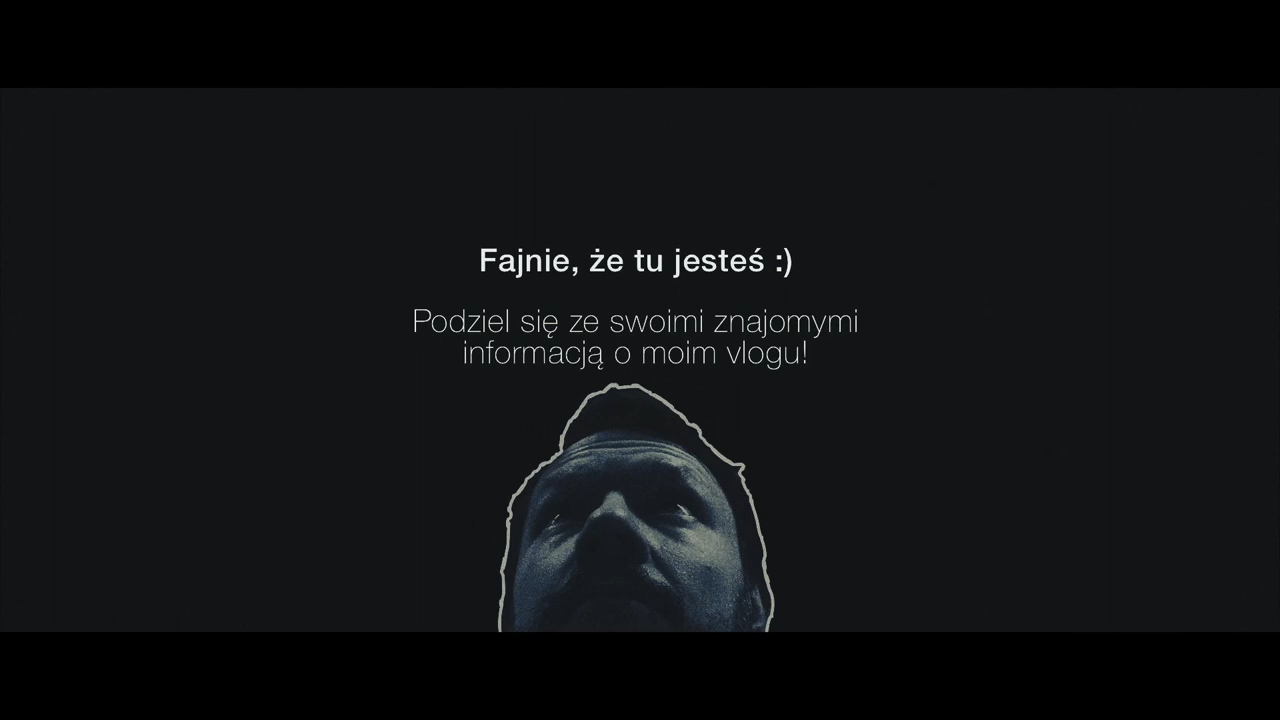 Fajnie, że tu jesteś :)
Podziel się ze swoimi znajomymi
informacją o moim vlogu!